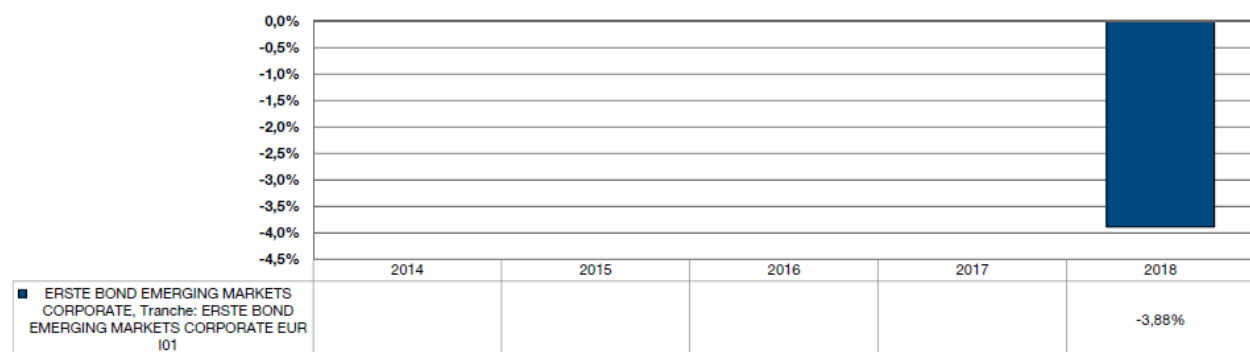 0,0%
-0,5%
-1,0%
-1,5%
-2,0%
-2,5%
-3,0%
-3,5%
-4,0%
-4,5%
2014 2015 2016 2017 2018
ERSTE BOND EMERGING MARKETS
CORPORATE, Tranche: ERSTE BOND
EMERGING MARKETS CORPORATE EUR
I01
-3,88%